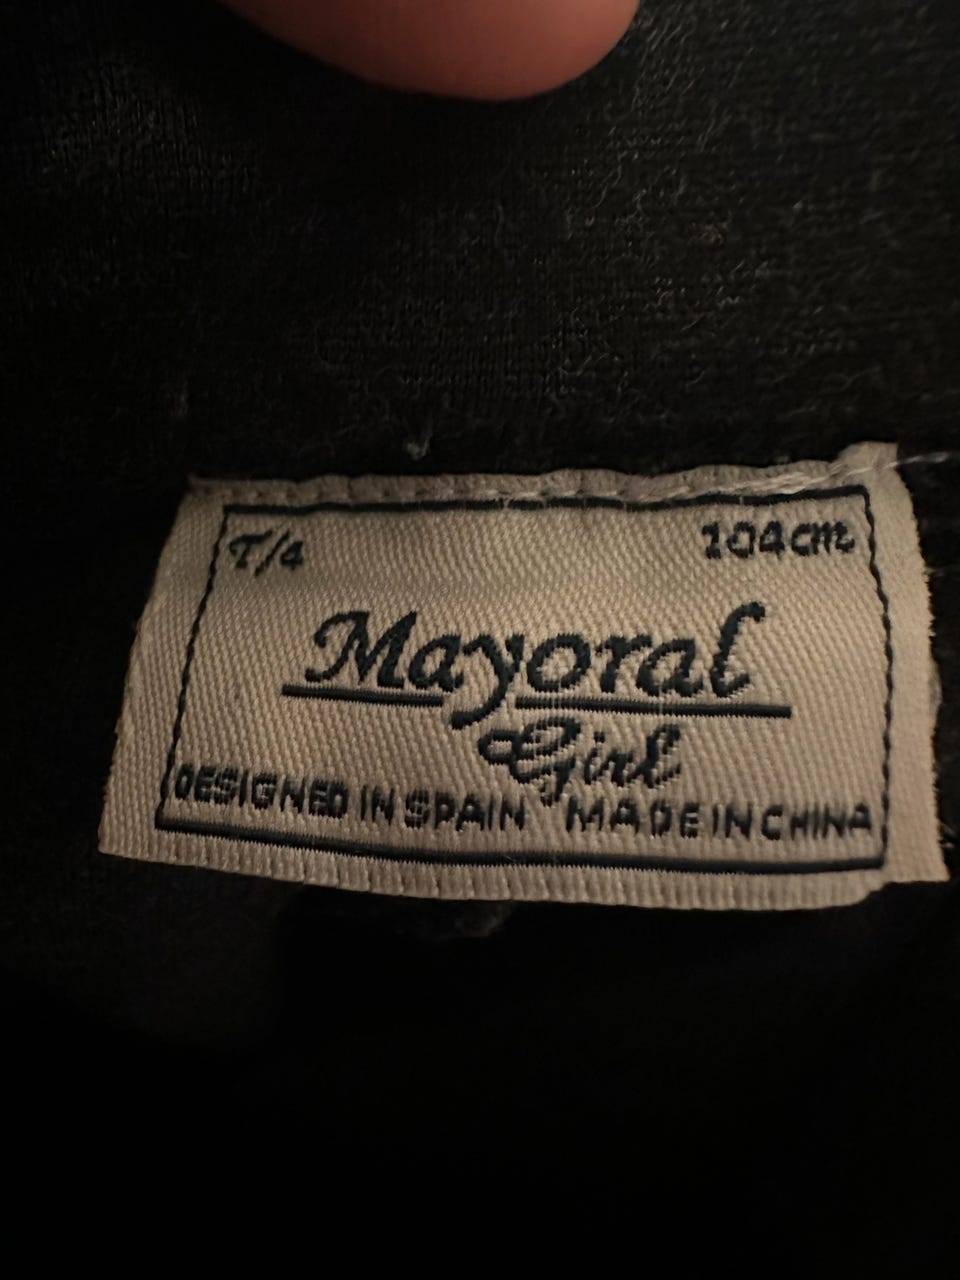 T/4 104cm
Mayoral
Girl
DESIGNED IN SPAIN MADE IN CHINA